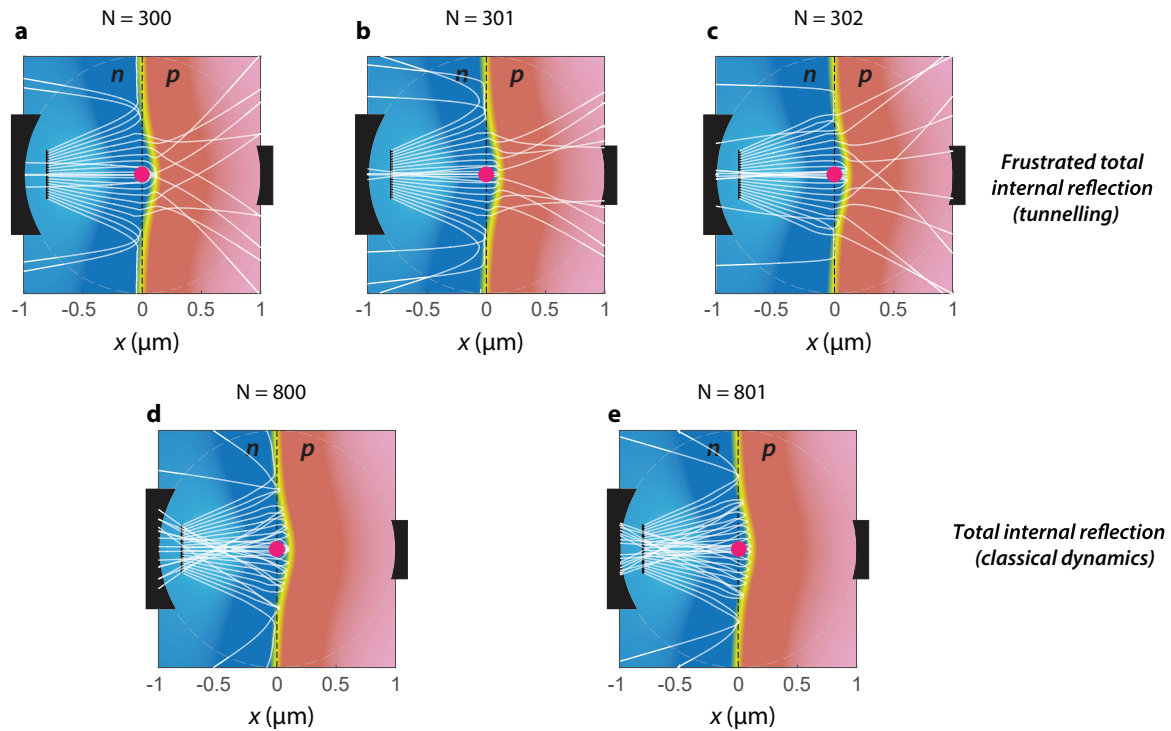 N = 300
N = 301
N = 302
a
b
c
n p
n p
n p
Frustrated total
internal reflection
(tunnelling)
-1 -0.5 0 0.5 1
-1 -0.5 0 0.5 1
-1 -0.5 0 0.5 1
x (μm)
x (μm)
x (μm)
N = 800
N = 801
d
e
n p
n p
Total internal reflection
(classical dynamics)
-1 -0.5 0 0.5 1
-1 -0.5 0 0.5 1
x (μm)
x (μm)